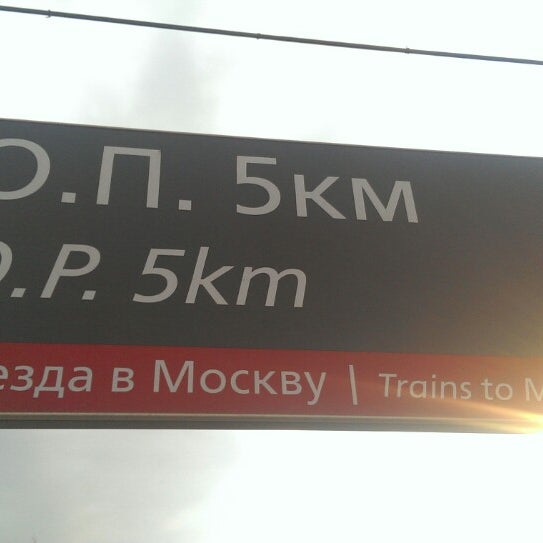 О.П. 5км
O.P. 5km
езда в Москву | Trains to M